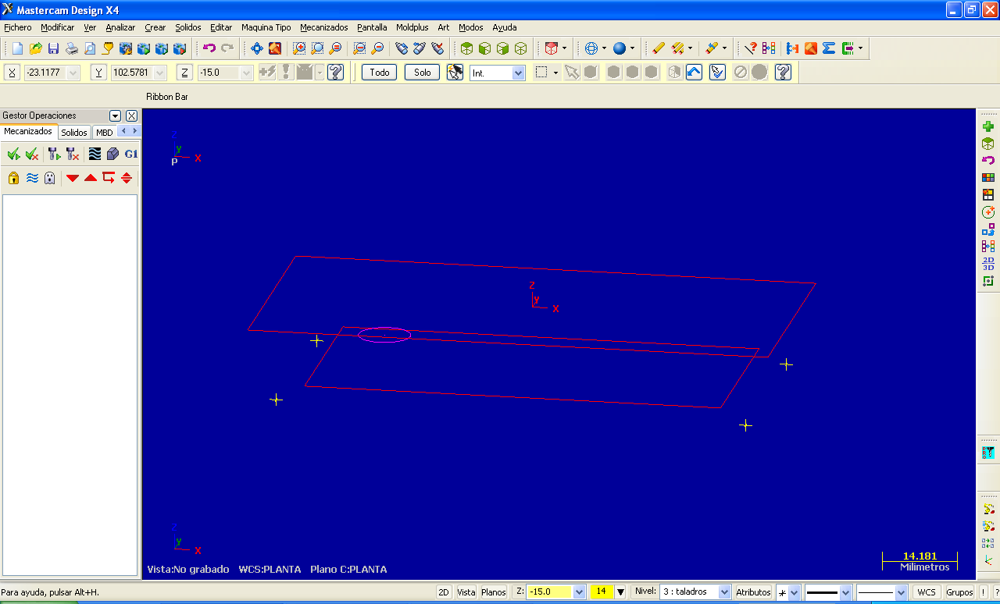 Mastercam Design X4
Fichero Modificar Ver Analizar Crear Solidos Editar Maquina Tipo Mecanizados Pantalla Marquis Art Modos Ayuda
X -23.1177 Y 102.5781 Z -15.0 Todo Solo Int.
Ribbon Bar
Gestor Operaciones
Mecanizados Solidos MBD
G1
Z
Y
X
P
Z
Y
X
2D
3D
Z
Y
X
Vista:No grabado WCS:PLANTA Plano C:PLANTA
14.181
Milimetros
Para ayuda pulsar Alt+H.
2D Vista Planos Z: -15.0 14 Nivel: 3 : taladros Atributos WCS Grupos !